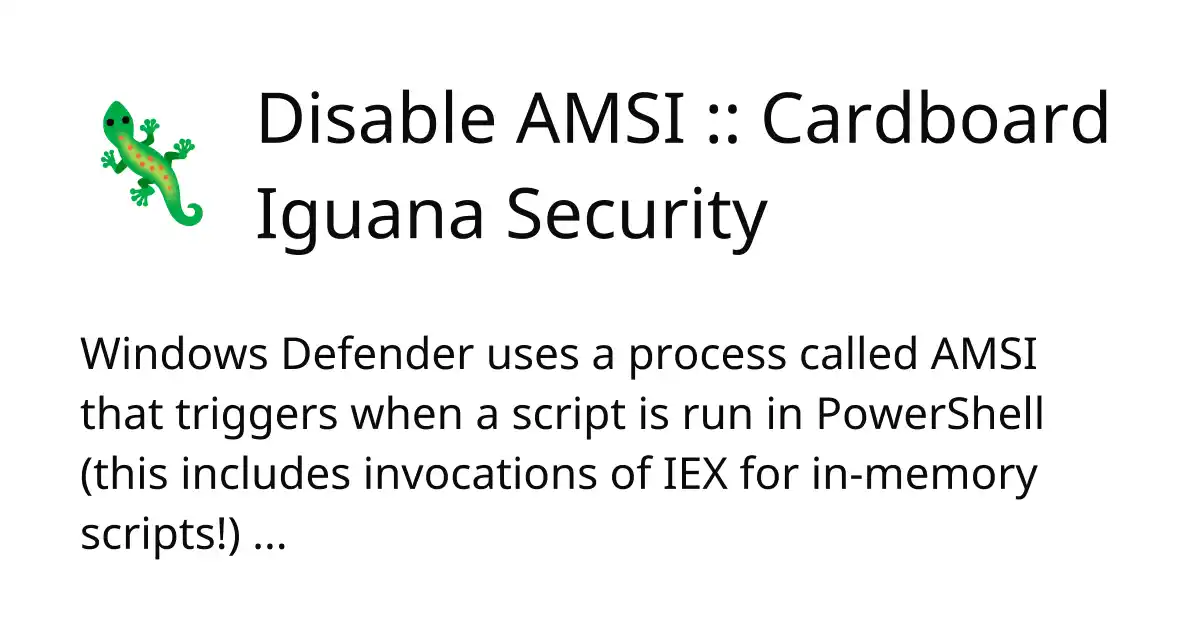 Disable AMSI :: Cardboard
Iguana Security
Windows Defender uses a process called AMSI
that triggers when a script is run in PowerShell
(this includes invocations of IEX for in-memory
scripts!) ...